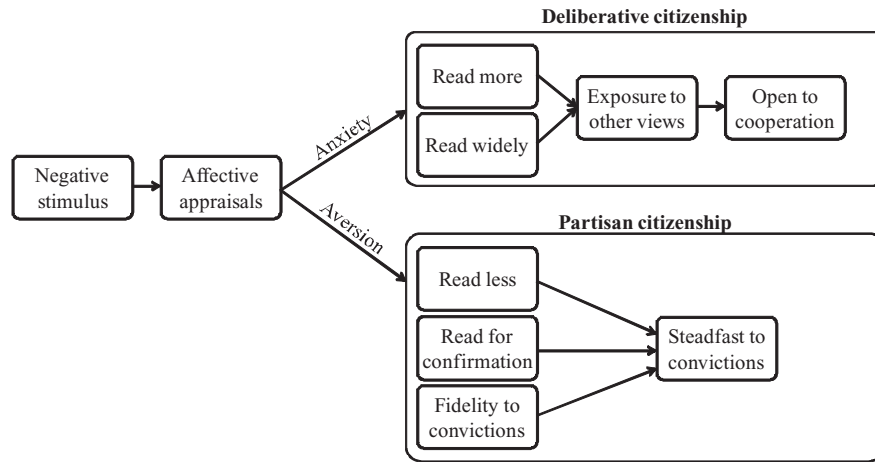 Deliberative citizenship
Read more
Read widely
Exposure to
other views
Open to
cooperation
Anxiety
Negative
stimulus
Affective
appraisals
Aversion
Partisan citizenship
Read less
Read for
confirmation
Fidelity to
convictions
Steadfast to
convictions